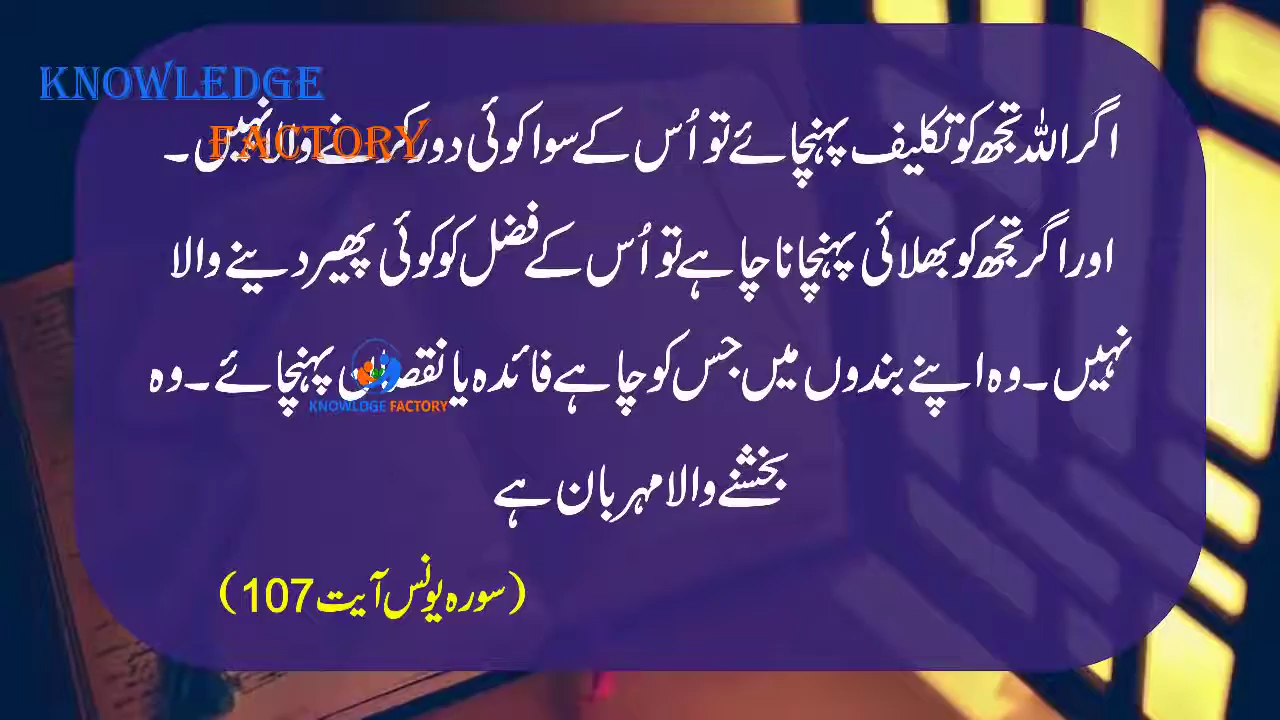 KNOWLEDGE
FACTORY
اگر اللہ تجھ کو تکلیف پہنچائے تو اُس کے سوا کوئی دور کرنے والا نہیں۔
اور اگر تجھ کو بھلائی پہنچانا چاہے تو اُس کے فضل کو کوئی پھیر دینے والا
نہیں۔ وہ اپنے بندوں میں جس کو چاہے فائدہ یا نقصان پہنچائے۔ وہ
KNOWLDGE FACTORY
بخشنے والا مہربان ہے
(سورہ یونس آیت 107)